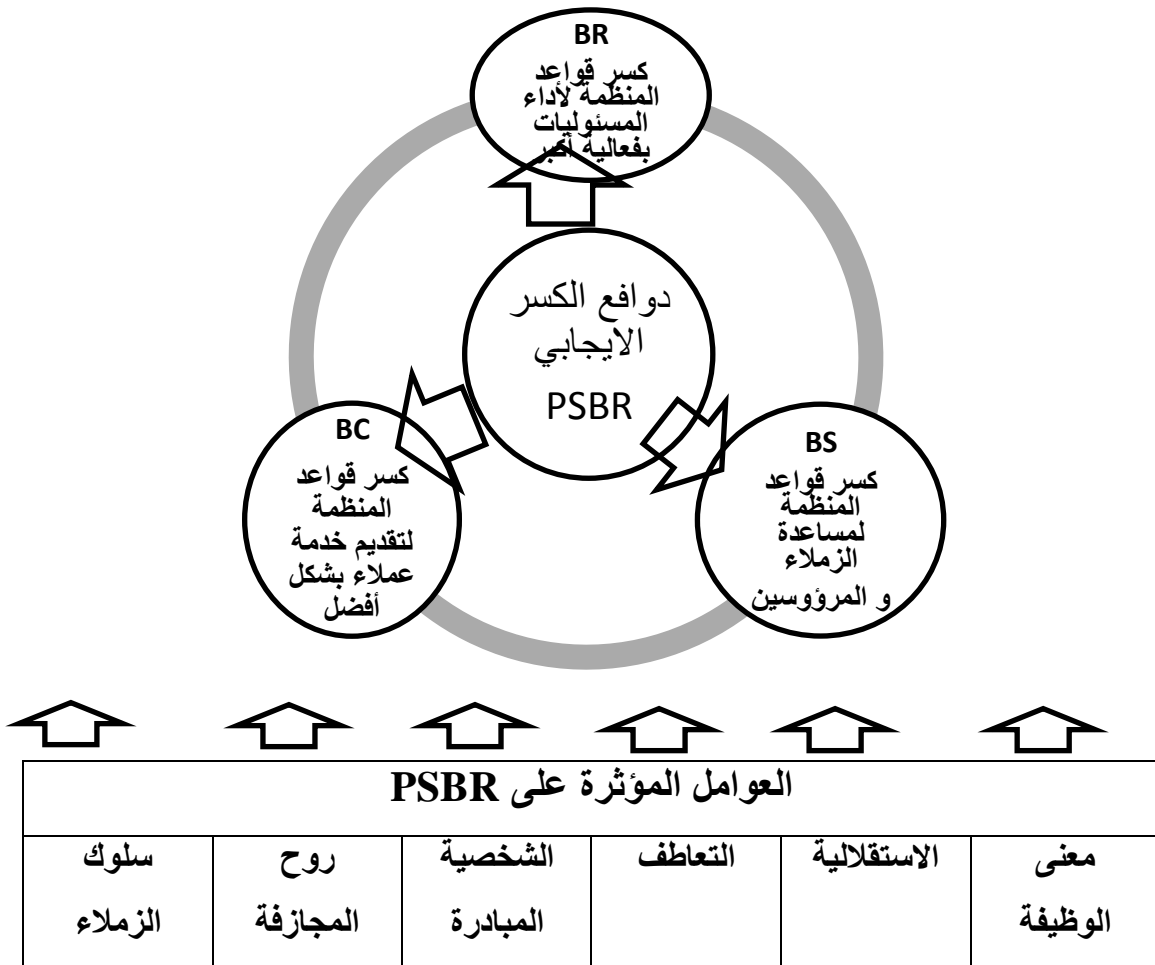 BR
كسر قواعد
المنظمة لأداء
المسئوليات
بفعالية أكبر
دوافع الكسر
الايجابي
PSBR
BC
كسر قواعد
المنظمة
لتقديم خدمة
عملاء بشكل
أفضل
BS
كسر قواعد
المنظمة
لمساعدة
الزملاء
و المرؤوسين
العوامل المؤثرة على PSBR
معنى
الوظيفة
الاستقلالية
التعاطف
الشخصية
المبادرة
روح
المجازفة
سلوك
الزملاء